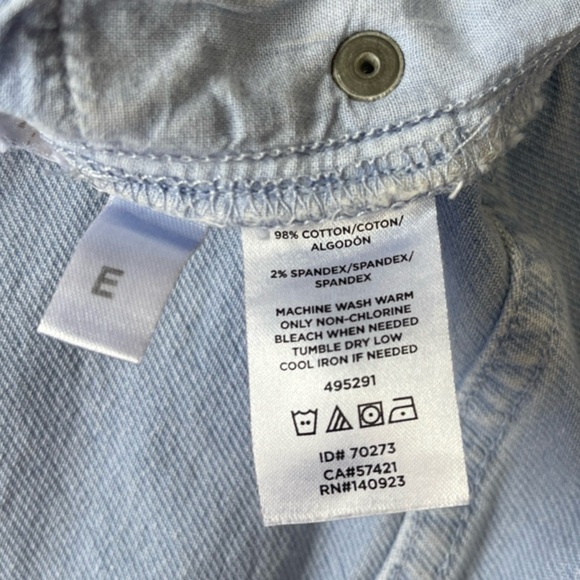 98% COTTON/COTON/
ALGODÓN
2% SPANDEX/SPANDEX/
SPANDEX
MACHINE WASH WARM
ONLY NON-CHLORINE
BLEACH WHEN NEEDED
TUMBLE DRY LOW
COOL IRON IF NEEDED
495291
ID# 70273
CA#57421
RN#140923
E